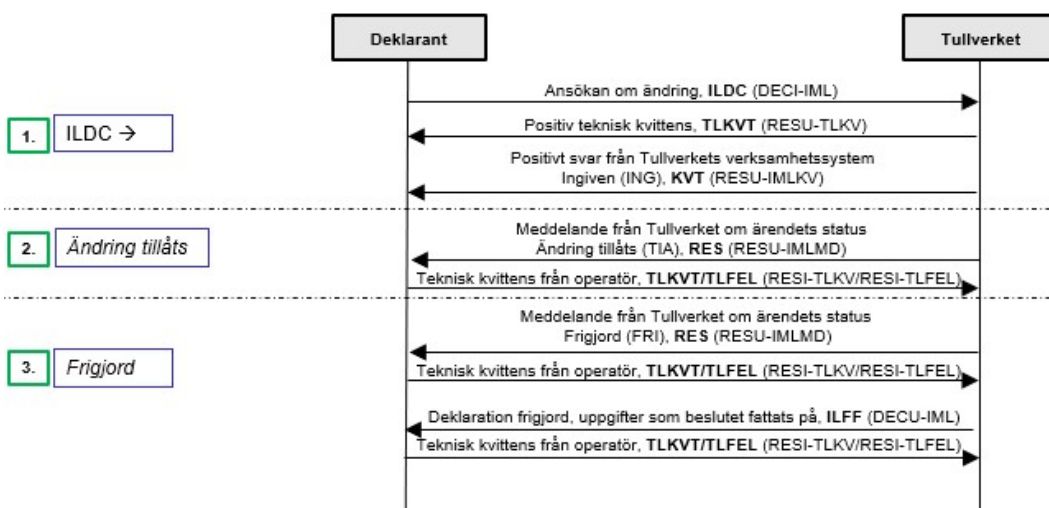 Deklarant
Tullverket
Ansökan om ändring, ILDC (DECI-IML)
1.
ILDC →
Positiv teknisk kvittens, TLKVT (RESU-TLKV)
Positivt svar från Tullverkets verksamhetssystem
Ingiven (ING), KVT (RESU-IMLKV)
2.
Ändring tillåts
Meddelande från Tullverket om ärendets status
Ändring tillåts (TIA), RES (RESU-IMLMD)
Teknisk kvittens från operatör, TLKVT/TLFEL (RESI-TLKV/RESI-TLFEL)
3.
Frigjord
Meddelande från Tullverket om ärendets status
Frigjord (FRI), RES (RESU-IMLMD)
Teknisk kvittens från operatör, TLKVT/TLFEL (RESI-TLKV/RESI-TLFEL)
Deklaration frigjord, uppgifter som beslutet fattats på, ILFF (DECU-IML)
Teknisk kvittens från operatör, TLKVT/TLFEL (RESI-TLKV/RESI-TLFEL)